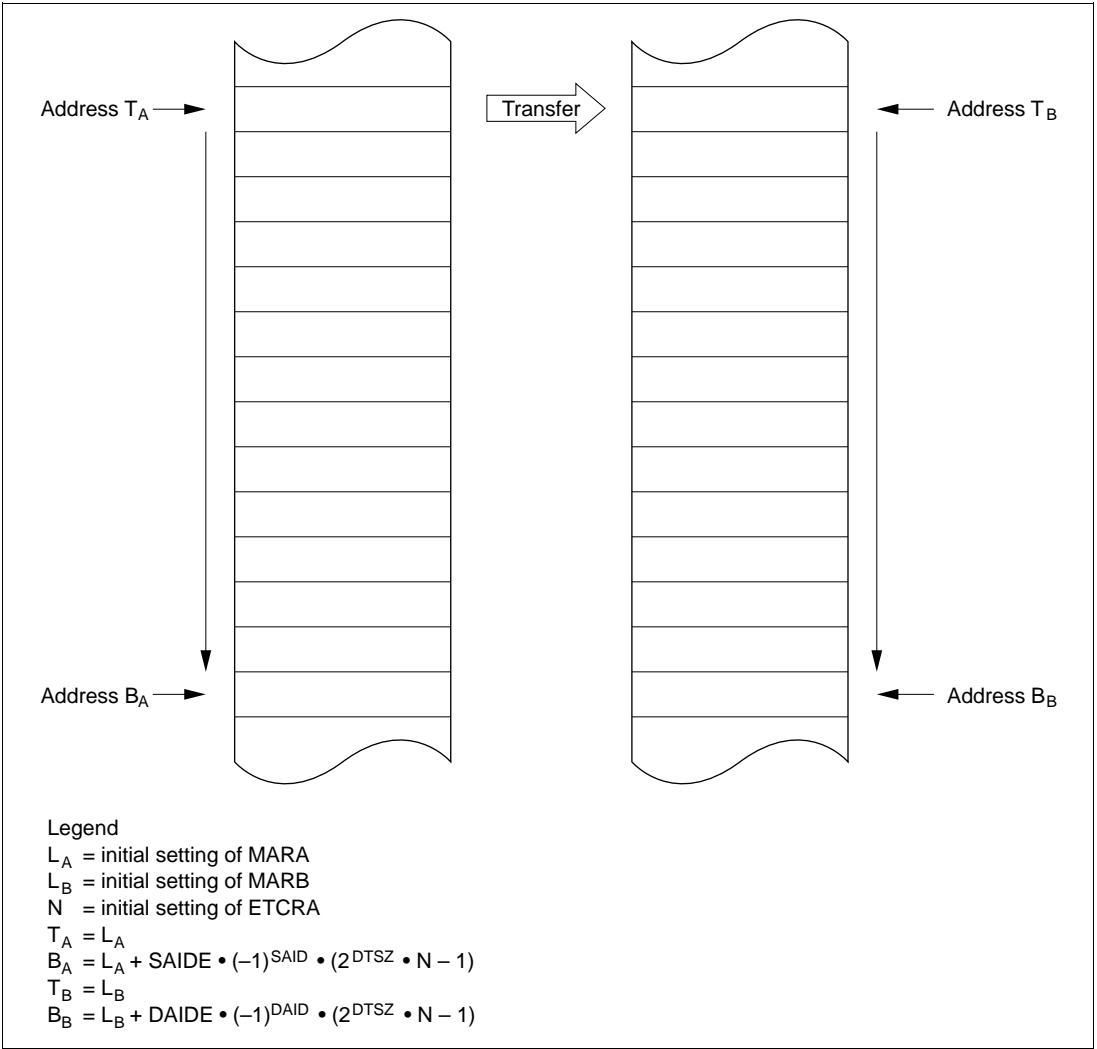 Address T_A
Transfer
Address T_B
Address B_A
Address B_B
Legend
L_A = initial setting of MARA
L_B = initial setting of MARB
N = initial setting of ETCRA
T_A = L_A
B_A = L_A + SAIDE • (–1)^SAID • (2^DTSZ • N – 1)
T_B = L_B
B_B = L_B + DAIDE • (–1)^DAID • (2^DTSZ • N – 1)